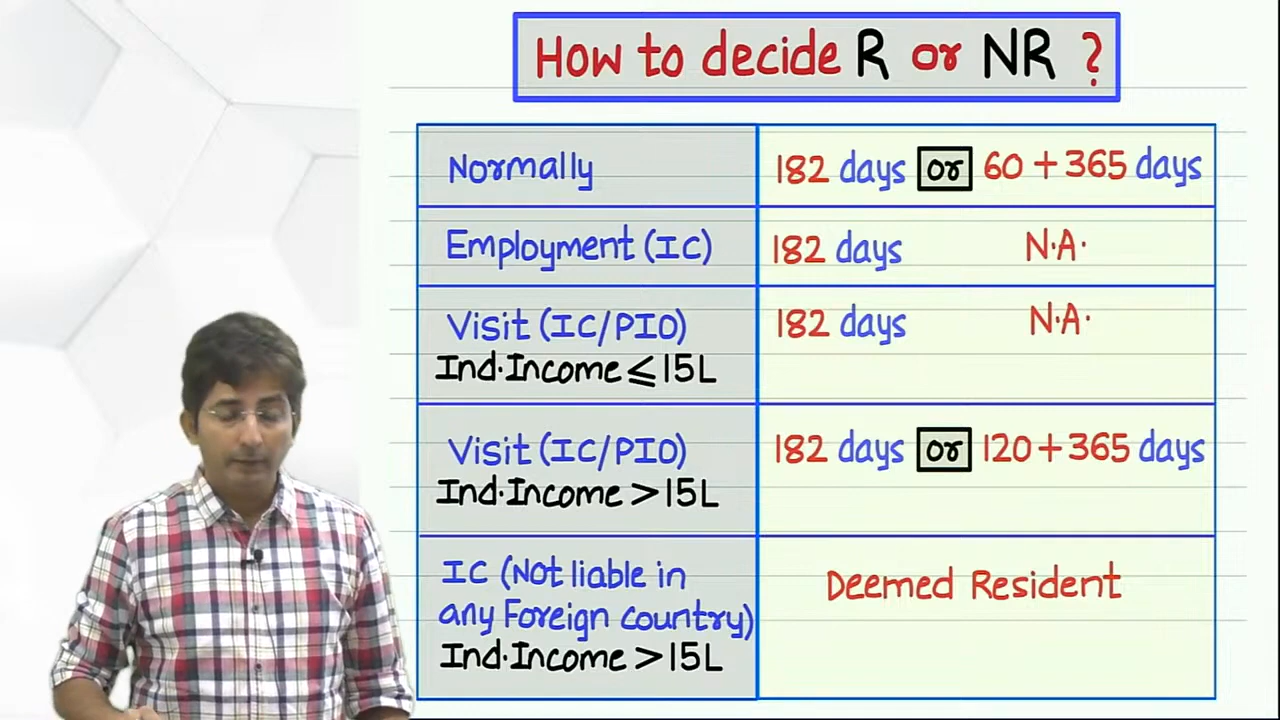 How to decide R or NR ?
Normally
182 days or 60 + 365 days
Employment (IC)
182 days N.A.
Visit (IC/PIO)
Ind.Income ≤ 15L
182 days N.A.
Visit (IC/PIO)
Ind.Income > 15L
182 days or 120 + 365 days
IC (Not liable in
any Foreign country)
Ind.Income > 15L
Deemed Resident